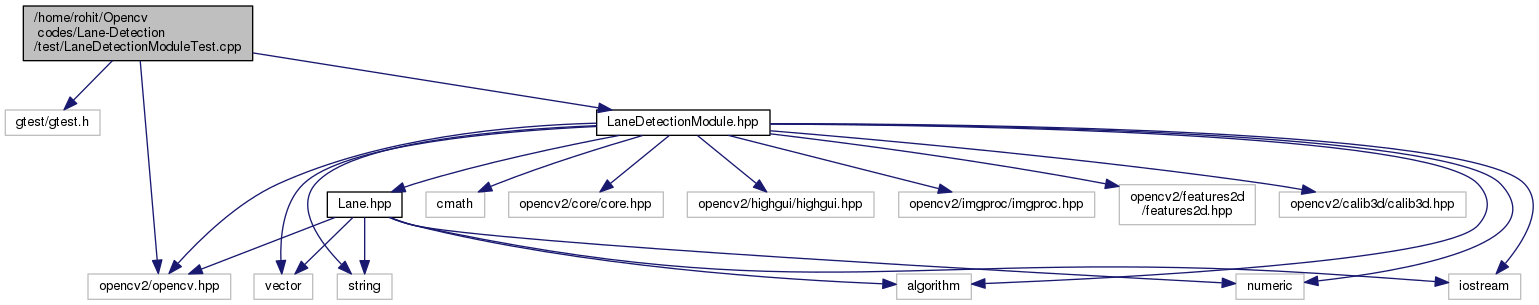 /home/rohit/Opencv
codes/Lane-Detection
/test/LaneDetectionModuleTest.cpp
gtest/gtest.h
LaneDetectionModule.hpp
Lane.hpp
cmath
opencv2/core/core.hpp
opencv2/highgui/highgui.hpp
opencv2/imgproc/imgproc.hpp
opencv2/features2d
/features2d.hpp
opencv2/calib3d/calib3d.hpp
opencv2/opencv.hpp
vector
string
algorithm
numeric
iostream